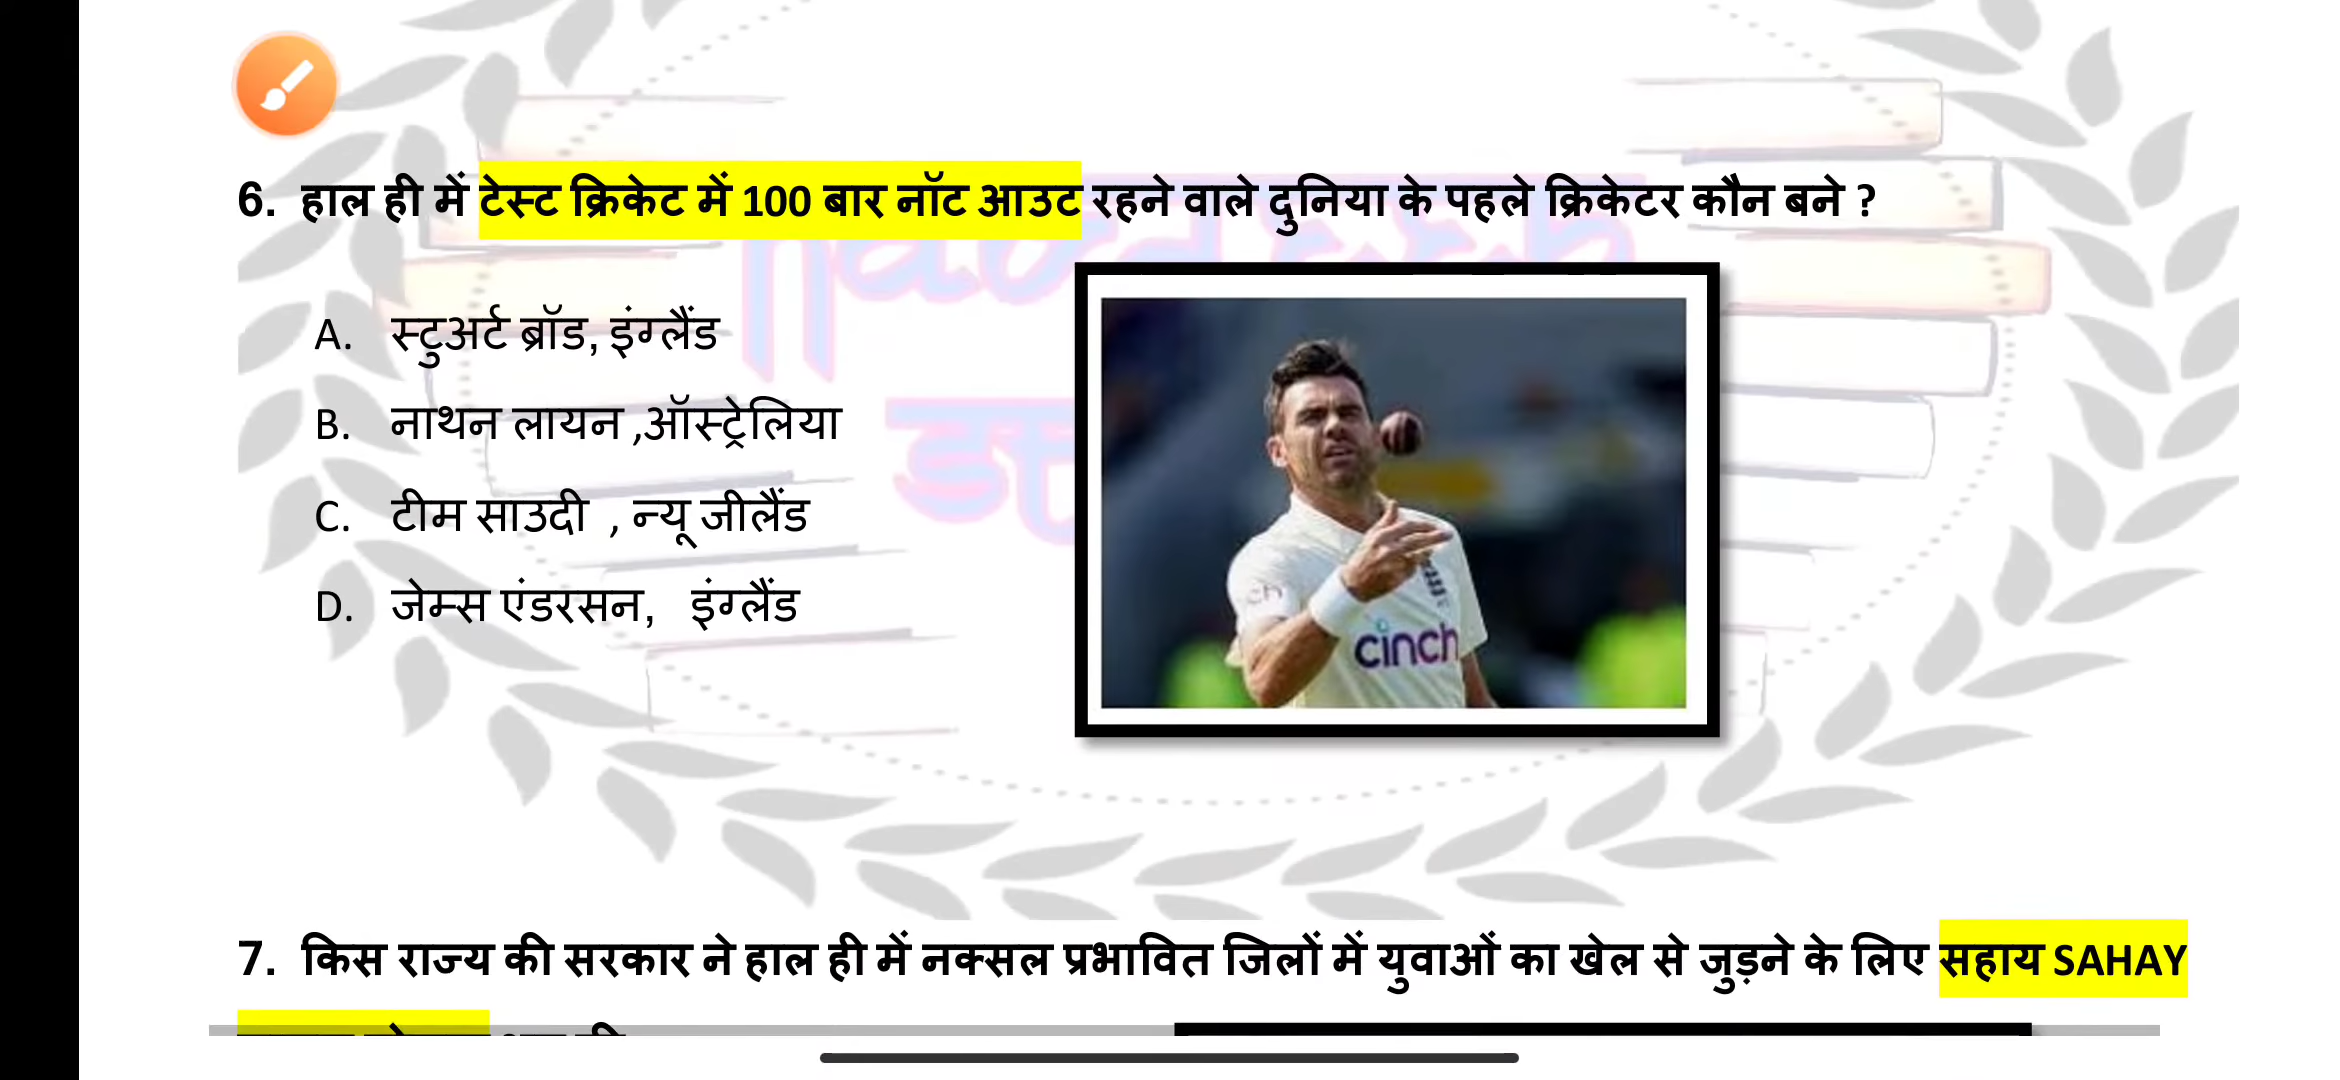 6. हाल ही में टेस्ट क्रिकेट में 100 बार नॉट आउट रहने वाले दुनिया के पहले क्रिकेटर कौन बने ?
A. स्टुअर्ट ब्रॉड, इंग्लैंड
B. नाथन लायन ,ऑस्ट्रेलिया
C. टीम साउदी , न्यू जीलैंड
D. जेम्स एंडरसन, इंग्लैंड
cinch
7. किस राज्य की सरकार ने हाल ही में नक्सल प्रभावित जिलों में युवाओं का खेल से जुड़ने के लिए सहाय SAHAY